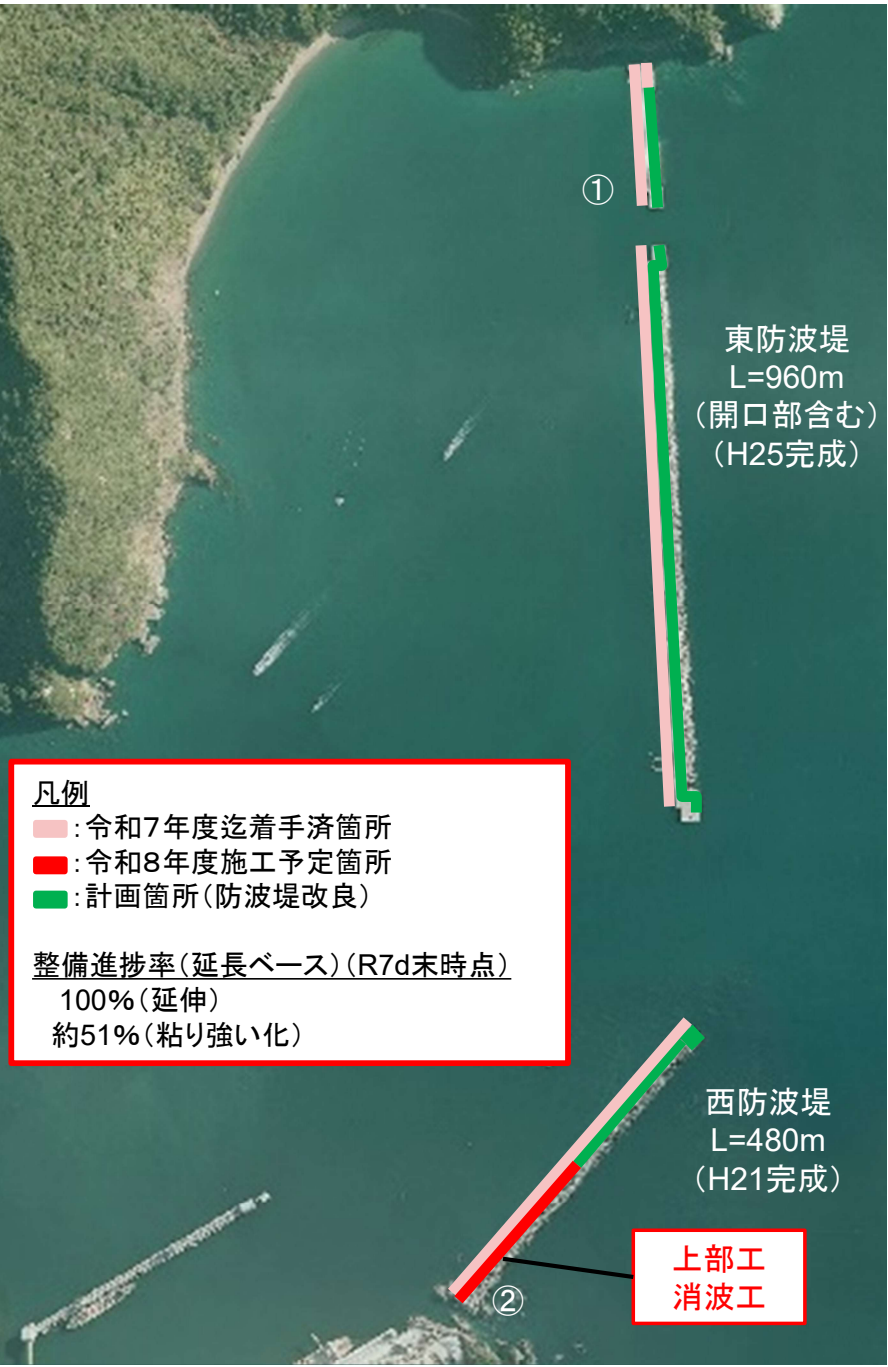 ①
東防波堤
L=960m
(開口部含む)
(H25完成)
凡例
:令和7年度迄着手済箇所
:令和8年度施工予定箇所
:計画箇所(防波堤改良)
整備進捗率(延長ベース)(R7d末時点)
100%(延伸)
約51%(粘り強い化)
西防波堤
L=480m
(H21完成)
上部工
消波工
②